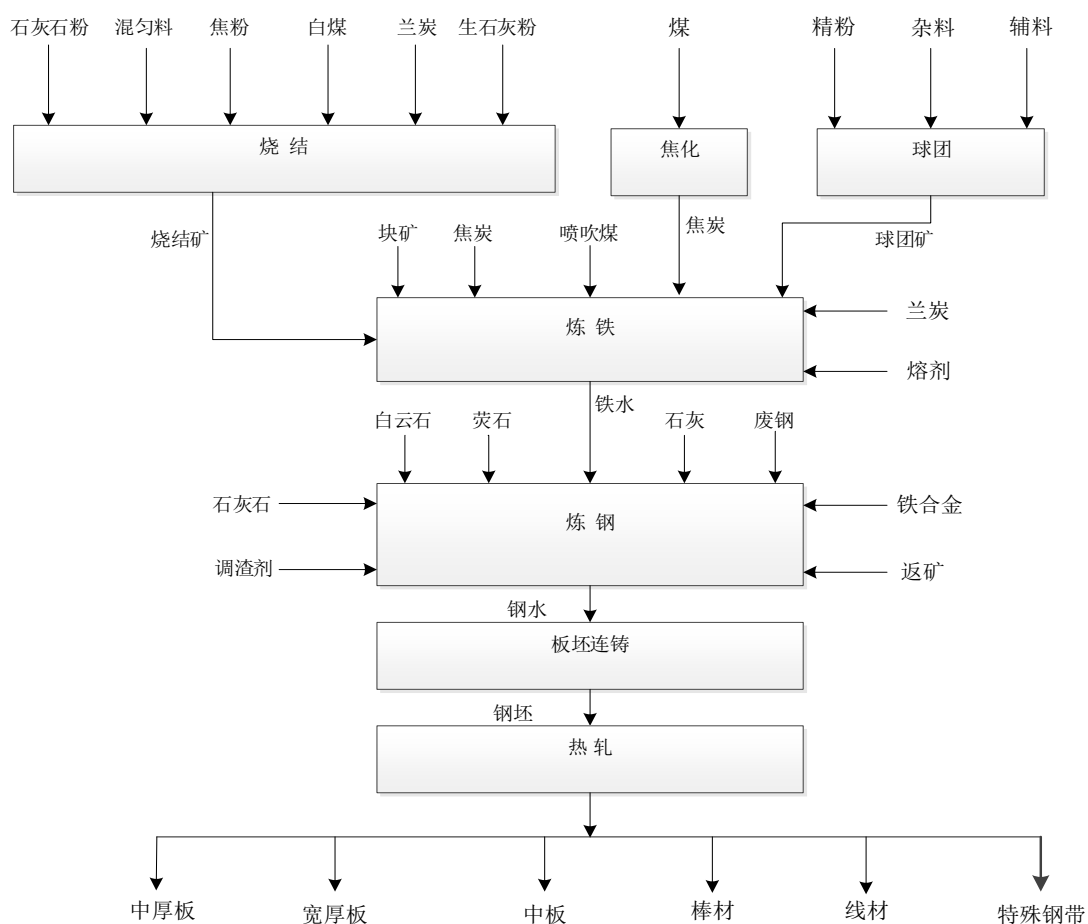 石灰石粉 混匀料 焦粉 白煤 兰炭 生石灰粉 煤 精粉 杂料 辅料
烧 结 焦化 球团
烧结矿 块矿 焦炭 喷吹煤 焦炭 球团矿
炼 铁 兰炭
熔剂
铁水
白云石 荧石 石灰 废钢
石灰石 炼 钢 铁合金
调渣剂 返矿
钢水
板坯连铸
钢坯
热 轧
中厚板 宽厚板 中板 棒材 线材 特殊钢带